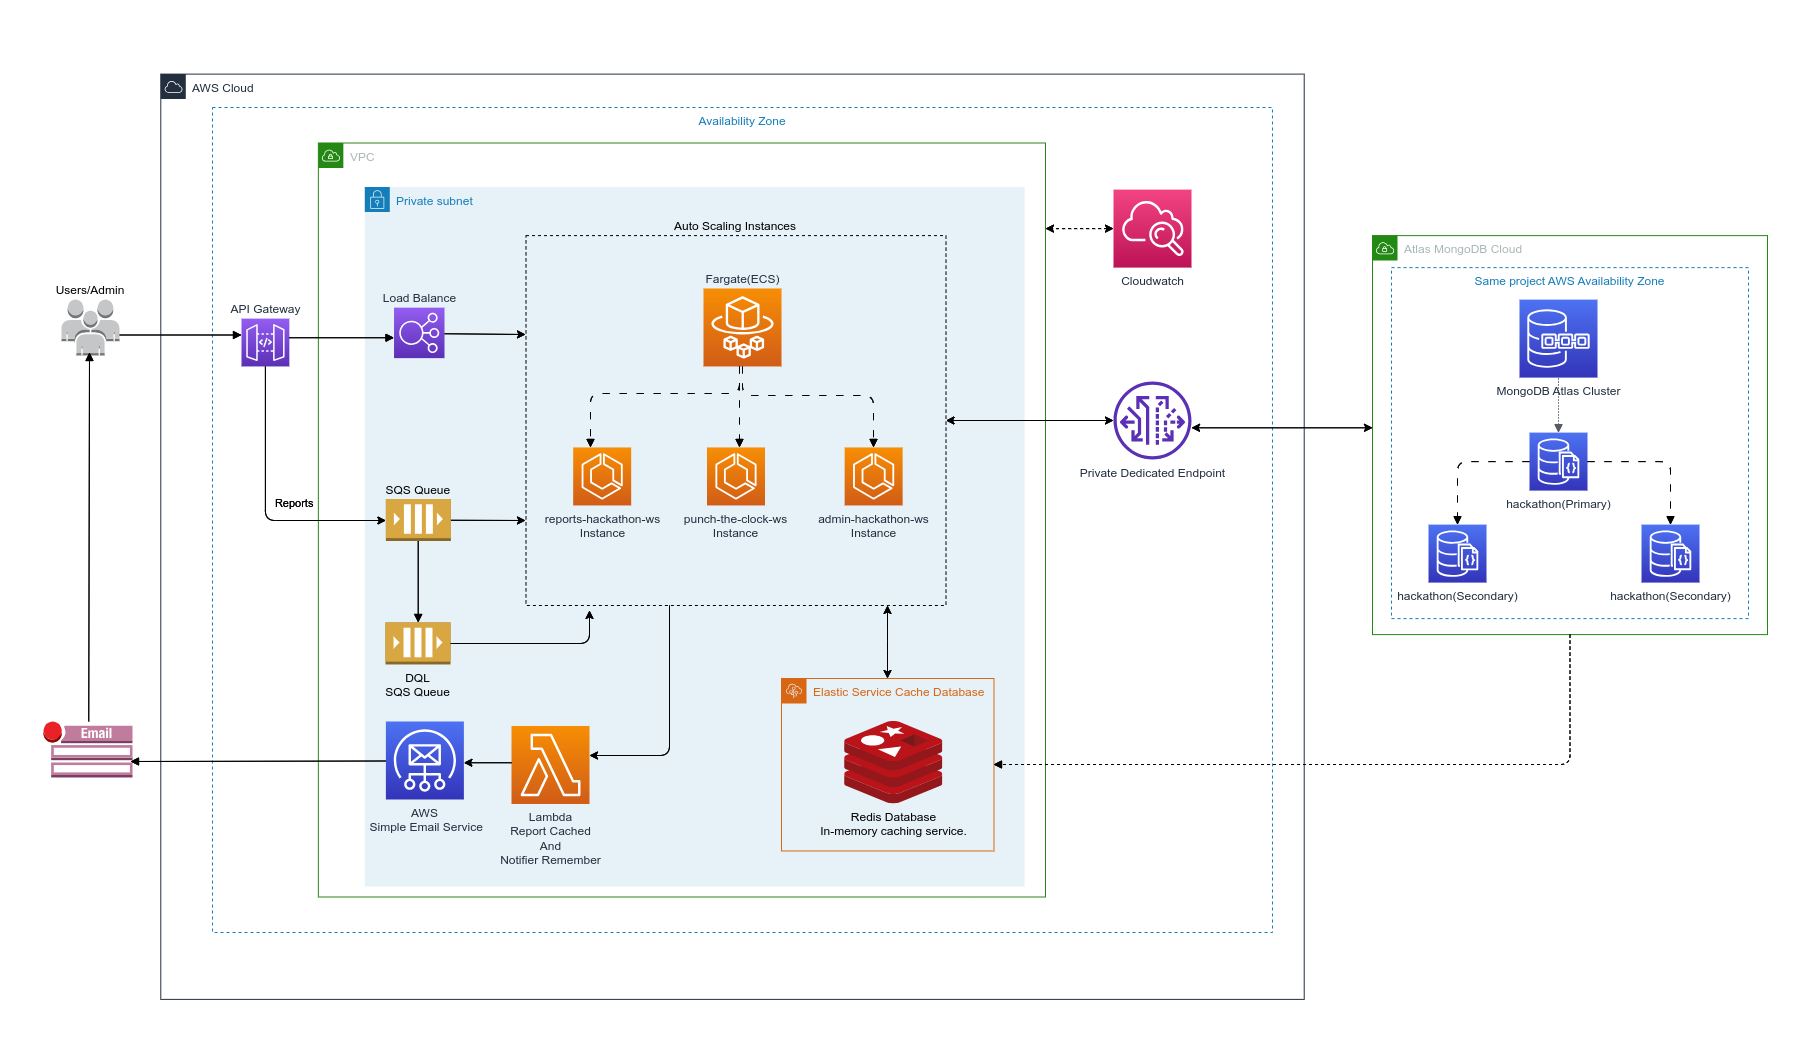 AWS Cloud
Availability Zone
VPC
Private subnet
Auto Scaling Instances
Fargate(ECS)
Users/Admin
API Gateway
Load Balance
Cloudwatch
Atlas MongoDB Cloud
Same project AWS Availability Zone
MongoDB Atlas Cluster
Private Dedicated Endpoint
SQS Queue
Reports
reports-hackathon-ws
Instance
punch-the-clock-ws
Instance
admin-hackathon-ws
Instance
hackathon(Primary)
hackathon(Secondary)
hackathon(Secondary)
DQL
SQS Queue
Elastic Service Cache Database
Email
AWS
Simple Email Service
Lambda
Report Cached
And
Notifier Remember
Redis Database
In-memory caching service.